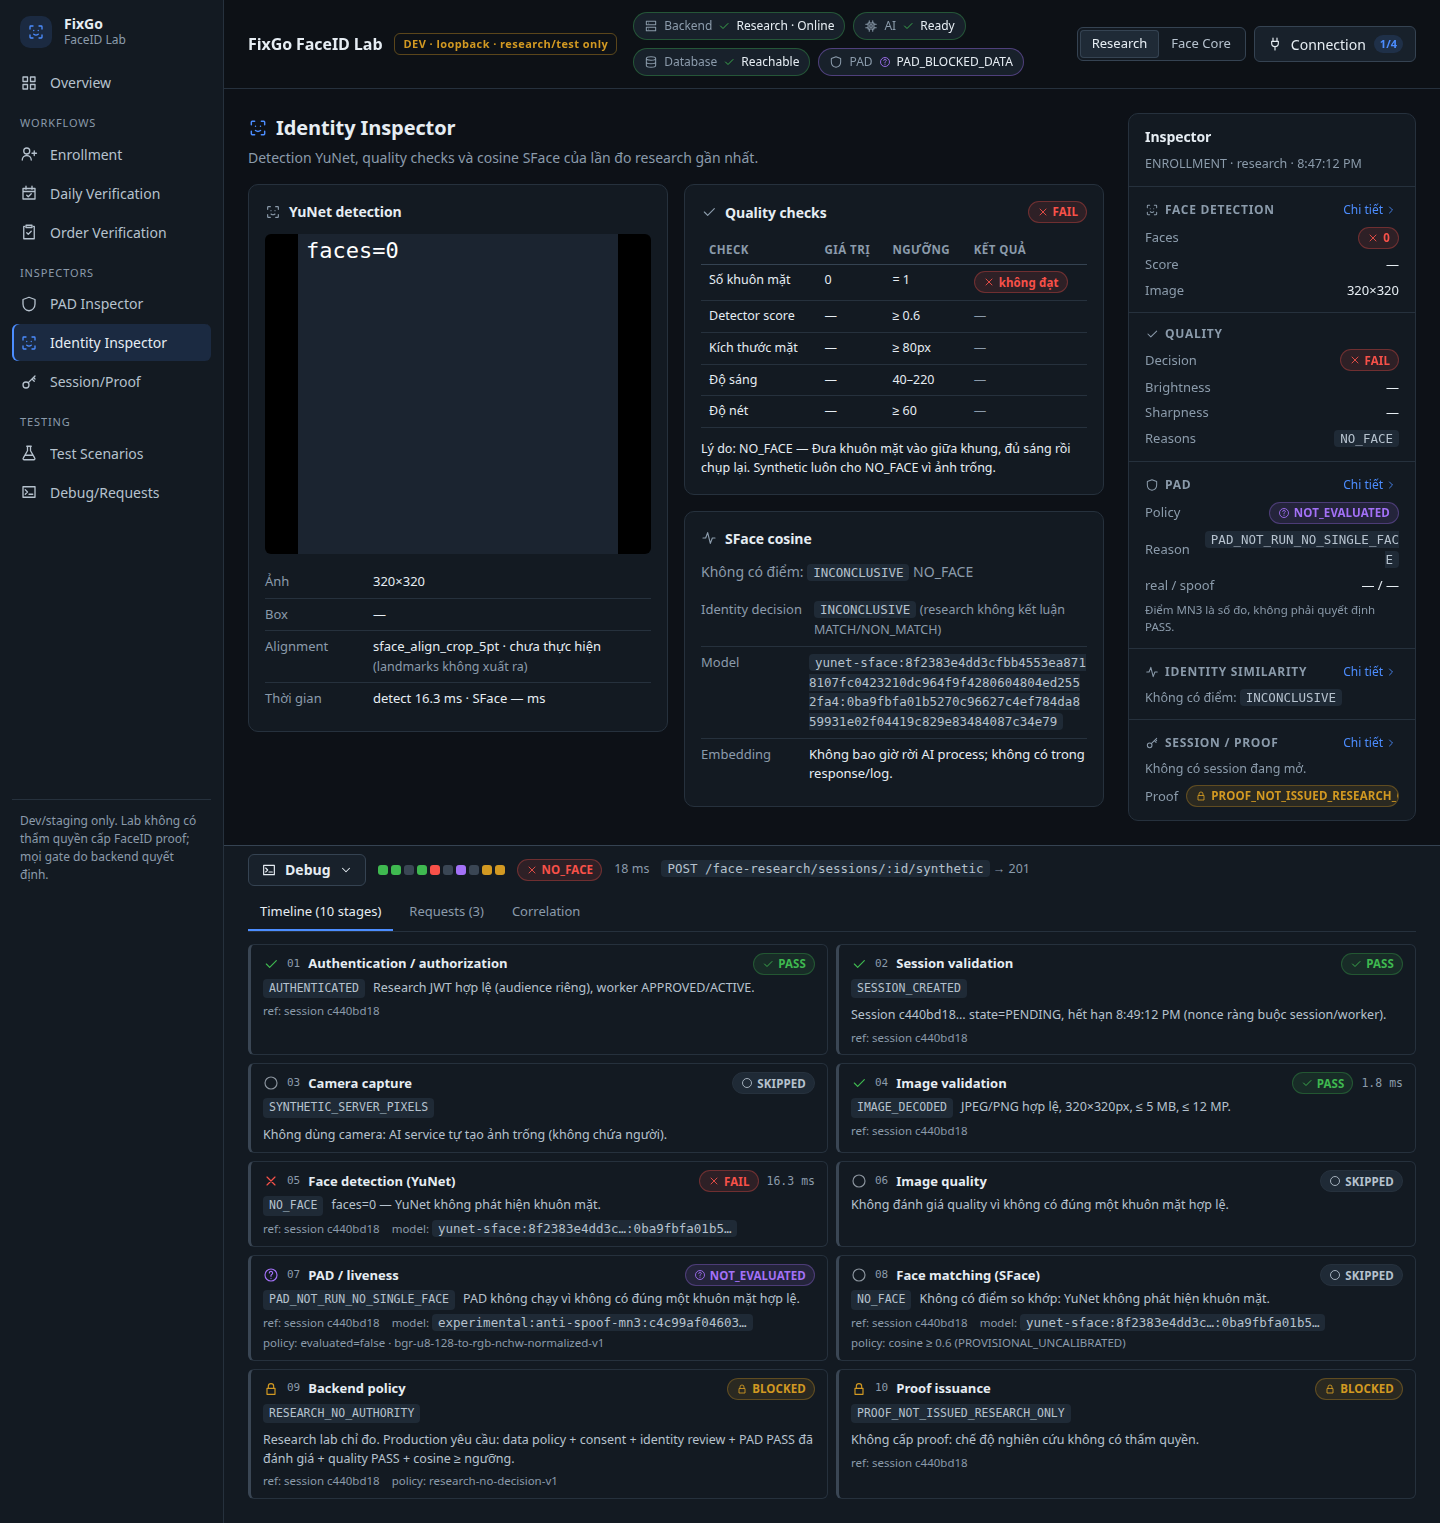 FixGo
FaceID Lab
Overview
WORKFLOWS
Enrollment
Daily Verification
Order Verification
INSPECTORS
PAD Inspector
Identity Inspector
Session/Proof
TESTING
Test Scenarios
Debug/Requests
Dev/staging only. Lab không có
thẩm quyền cấp FaceID proof;
mọi gate do backend quyết
định.
FixGo FaceID Lab
DEV · loopback · research/test only
Backend Research · Online
AI Ready
Database Reachable
PAD PAD_BLOCKED_DATA
Research Face Core
Connection 1/4
Identity Inspector
Detection YuNet, quality checks và cosine SFace của lần đo research gần nhất.
YuNet detection
faces=0
Ảnh 320×320
Box —
Alignment sface_align_crop_5pt · chưa thực hiện
(landmarks không xuất ra)
Thời gian detect 16.3 ms · SFace — ms
Quality checks FAIL
CHECK GIÁ TRỊ NGƯỠNG KẾT QUẢ
Số khuôn mặt 0 = 1 không đạt
Detector score — ≥ 0.6 —
Kích thước mặt — ≥ 80px —
Độ sáng — 40–220 —
Độ nét — ≥ 60 —
Lý do: NO_FACE — Đưa khuôn mặt vào giữa khung, đủ sáng rồi
chụp lại. Synthetic luôn cho NO_FACE vì ảnh trống.
SFace cosine
Không có điểm: INCONCLUSIVE NO_FACE
Identity decision INCONCLUSIVE (research không kết luận
MATCH/NON_MATCH)
Model yunet-sface:8f2383e4dd3cfbb4553ea871
8107fc0423210dc964f9f4280604804ed255
2fa4:0ba9fbfa01b5270c96627c4ef784da8
59931e02f04419c829e83484087c34e79
Embedding Không bao giờ rời AI process; không có trong
response/log.
Inspector
ENROLLMENT · research · 8:47:12 PM
FACE DETECTION Chi tiết
Faces 0
Score —
Image 320×320
QUALITY
Decision FAIL
Brightness —
Sharpness —
Reasons NO_FACE
PAD Chi tiết
Policy NOT_EVALUATED
Reason PAD_NOT_RUN_NO_SINGLE_FAC
E
real / spoof — / —
Điểm MN3 là số đo, không phải quyết định
PASS.
IDENTITY SIMILARITY Chi tiết
Không có điểm: INCONCLUSIVE
SESSION / PROOF Chi tiết
Không có session đang mở.
Proof PROOF_NOT_ISSUED_RESEARCH_
Debug NO_FACE 18 ms POST /face-research/sessions/:id/synthetic → 201
Timeline (10 stages) Requests (3) Correlation
01 Authentication / authorization PASS
AUTHENTICATED Research JWT hợp lệ (audience riêng), worker APPROVED/ACTIVE.
ref: session c440bd18
02 Session validation PASS
SESSION_CREATED
Session c440bd18… state=PENDING, hết hạn 8:49:12 PM (nonce ràng buộc session/worker).
ref: session c440bd18
03 Camera capture SKIPPED
SYNTHETIC_SERVER_PIXELS
Không dùng camera: AI service tự tạo ảnh trống (không chứa người).
04 Image validation PASS 1.8 ms
IMAGE_DECODED JPEG/PNG hợp lệ, 320×320px, ≤ 5 MB, ≤ 12 MP.
ref: session c440bd18
05 Face detection (YuNet) FAIL 16.3 ms
NO_FACE faces=0 — YuNet không phát hiện khuôn mặt.
ref: session c440bd18 model: yunet-sface:8f2383e4dd3c…:0ba9fbfa01b5…
06 Image quality SKIPPED
Không đánh giá quality vì không có đúng một khuôn mặt hợp lệ.
07 PAD / liveness NOT_EVALUATED
PAD_NOT_RUN_NO_SINGLE_FACE PAD không chạy vì không có đúng một khuôn mặt hợp lệ.
ref: session c440bd18 model: experimental:anti-spoof-mn3:c4c99af04603…
policy: evaluated=false · bgr-u8-128-to-rgb-nchw-normalized-v1
08 Face matching (SFace) SKIPPED
NO_FACE Không có điểm so khớp: YuNet không phát hiện khuôn mặt.
ref: session c440bd18 model: yunet-sface:8f2383e4dd3c…:0ba9fbfa01b5…
policy: cosine ≥ 0.6 (PROVISIONAL_UNCALIBRATED)
09 Backend policy BLOCKED
RESEARCH_NO_AUTHORITY
Research lab chỉ đo. Production yêu cầu: data policy + consent + identity review + PAD PASS đã
đánh giá + quality PASS + cosine ≥ ngưỡng.
ref: session c440bd18 policy: research-no-decision-v1
10 Proof issuance BLOCKED
PROOF_NOT_ISSUED_RESEARCH_ONLY
Không cấp proof: chế độ nghiên cứu không có thẩm quyền.
ref: session c440bd18